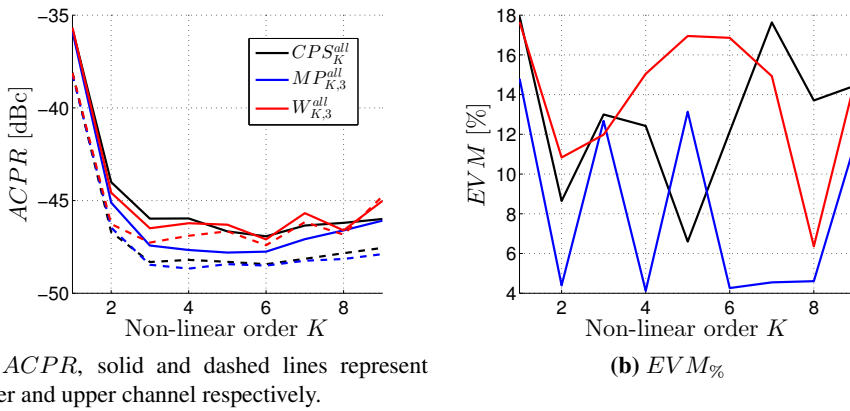 −35
−40
−45
−50
ACPR [dBc]
CPS_K^{all}
MP_{K,3}^{all}
W_{K,3}^{all}
2 4 6 8
Non-linear order K
ACPR, solid and dashed lines represent
er and upper channel respectively.
18
16
14
12
10
8
6
4
EVM [%]
2 4 6 8
Non-linear order K
(b) EVM_%